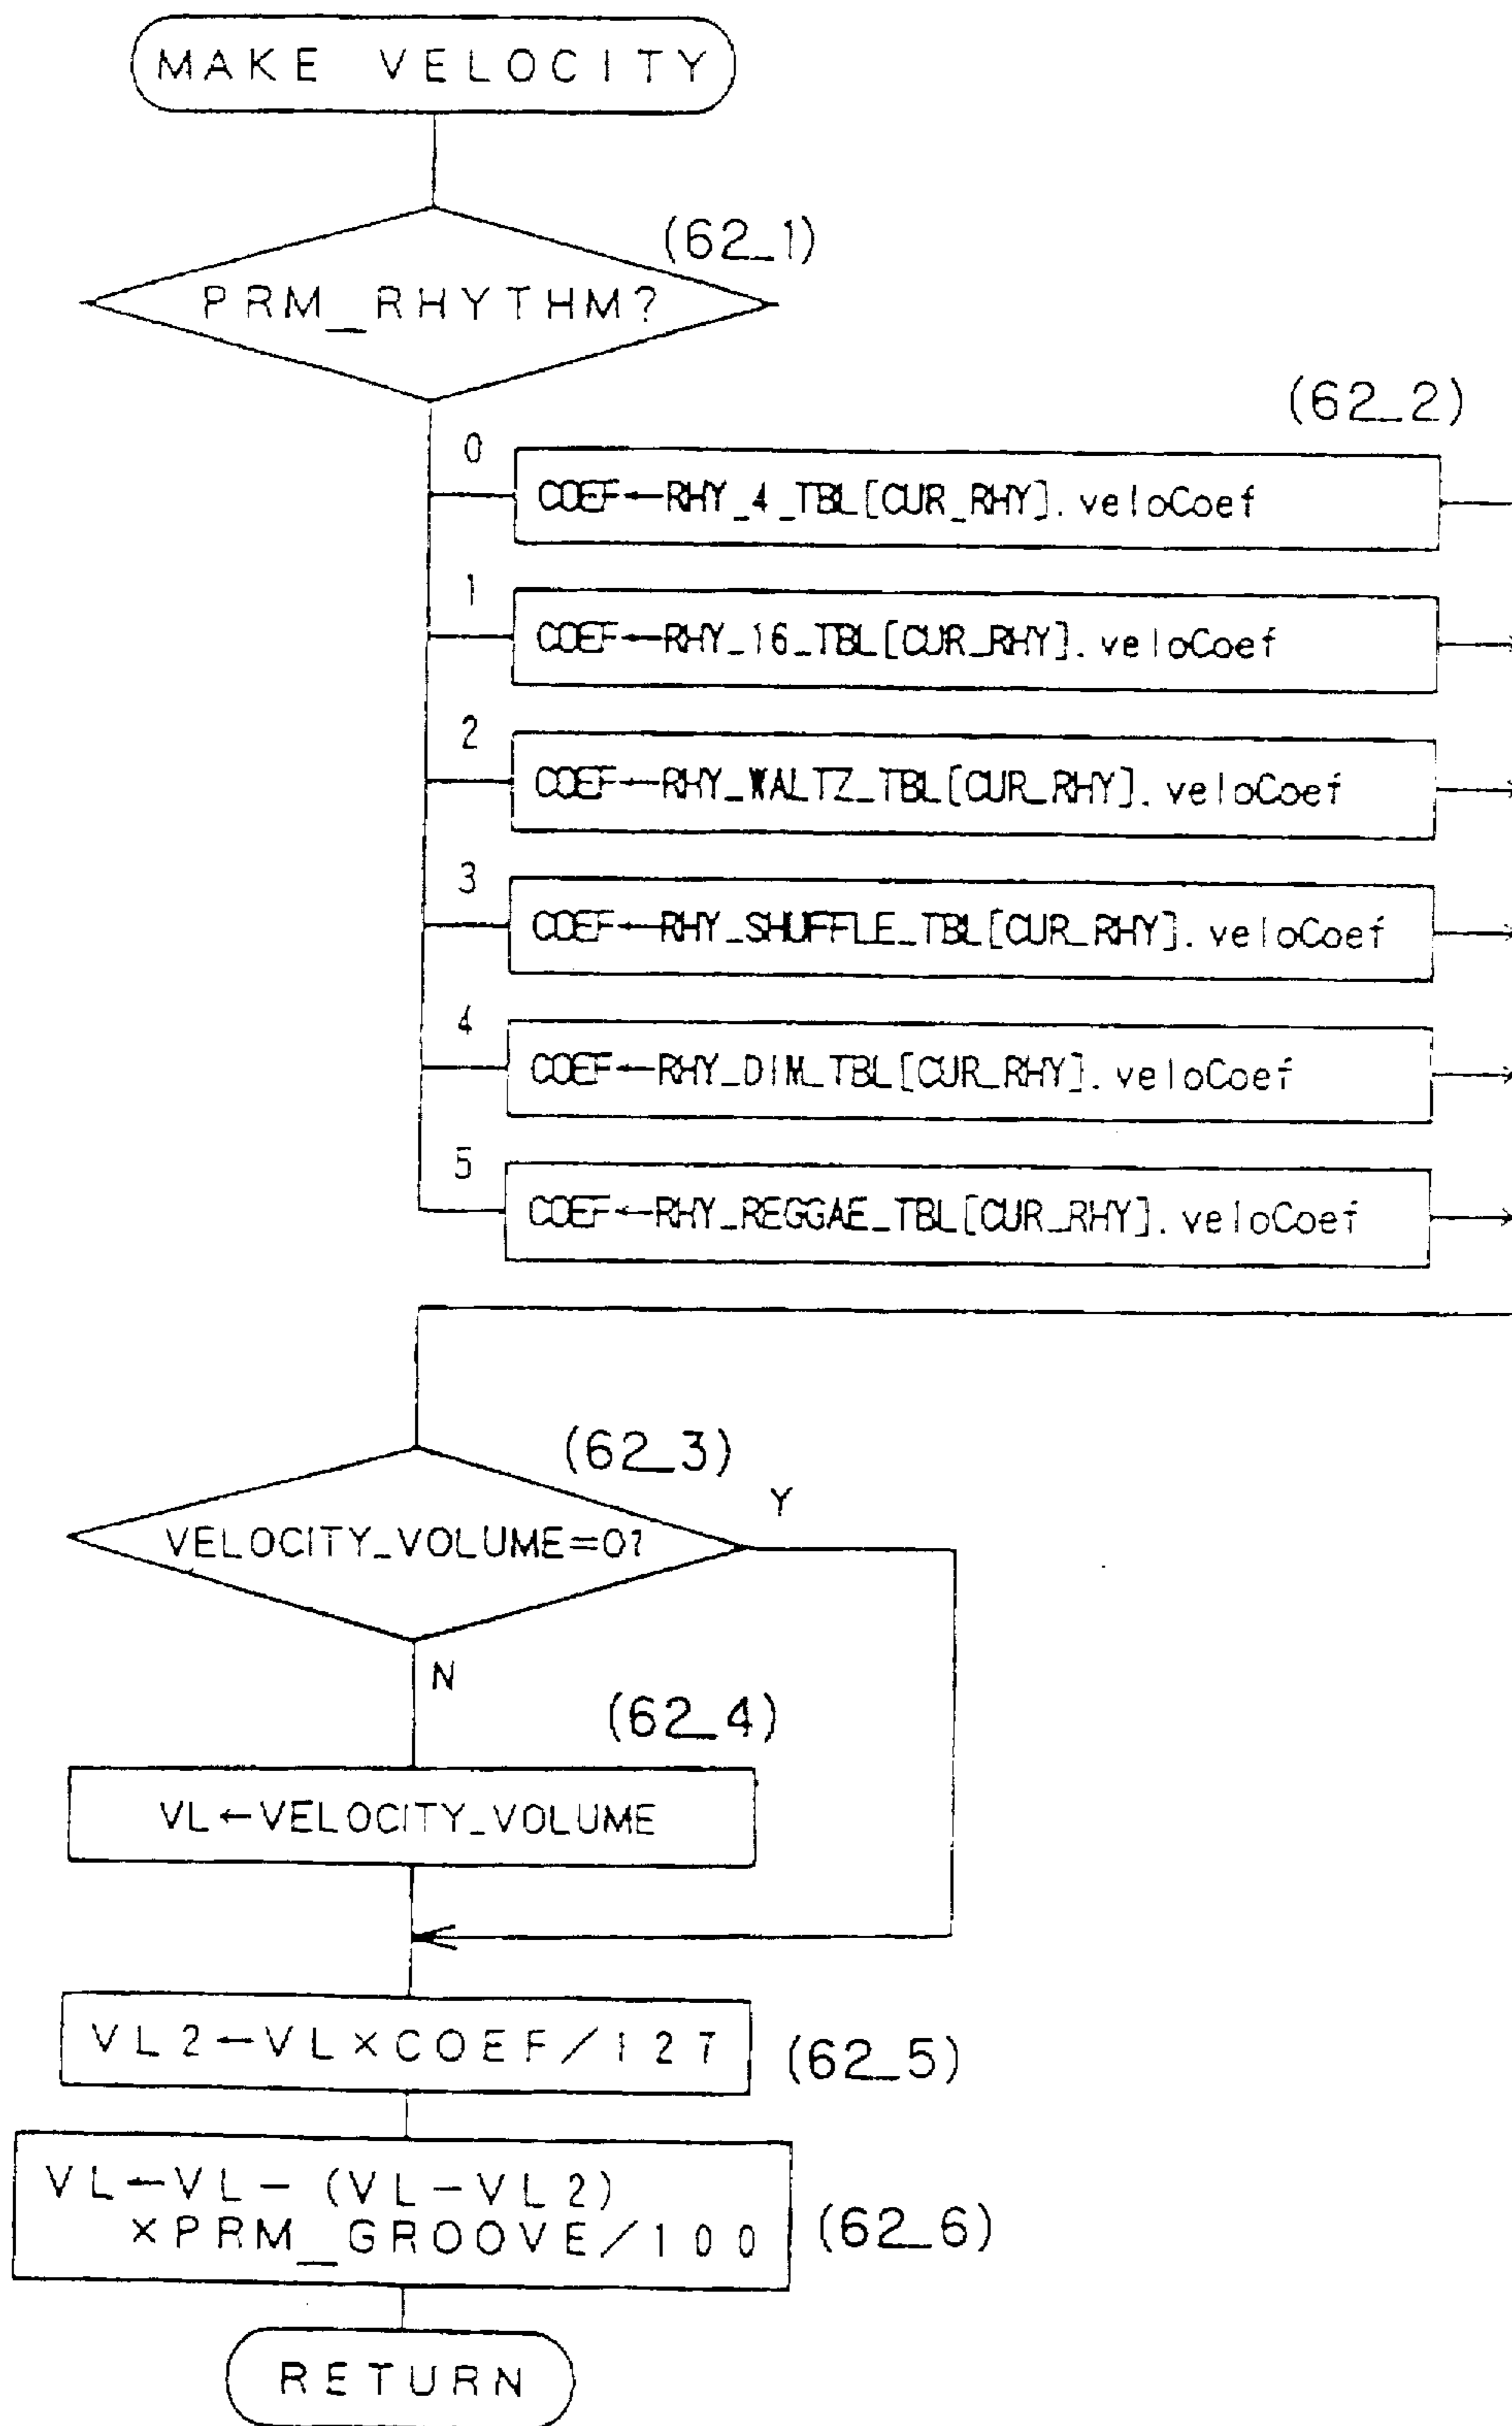 MAKE VELOCITY
(62_1)
PRM_RHYTHM?
(62_2)
0
COEF←RHY_4_TBL[CUR_RHY].veloCoef
1
COEF←RHY_16_TBL[CUR_RHY].veloCoef
2
COEF←RHY_WALTZ_TBL[CUR_RHY].veloCoef
3
COEF←RHY_SHUFFLE_TBL[CUR_RHY].veloCoef
4
COEF←RHY_DIM_TBL[CUR_RHY].veloCoef
5
COEF←RHY_REGGAE_TBL[CUR_RHY].veloCoef
(62_3)
Y
VELOCITY_VOLUME=0?
N
(62_4)
VL←VELOCITY_VOLUME
VL2←VL×COEF/127
(62_5)
VL←VL-(VL-VL2)
×PRM_GROOVE/100
(62_6)
RETURN